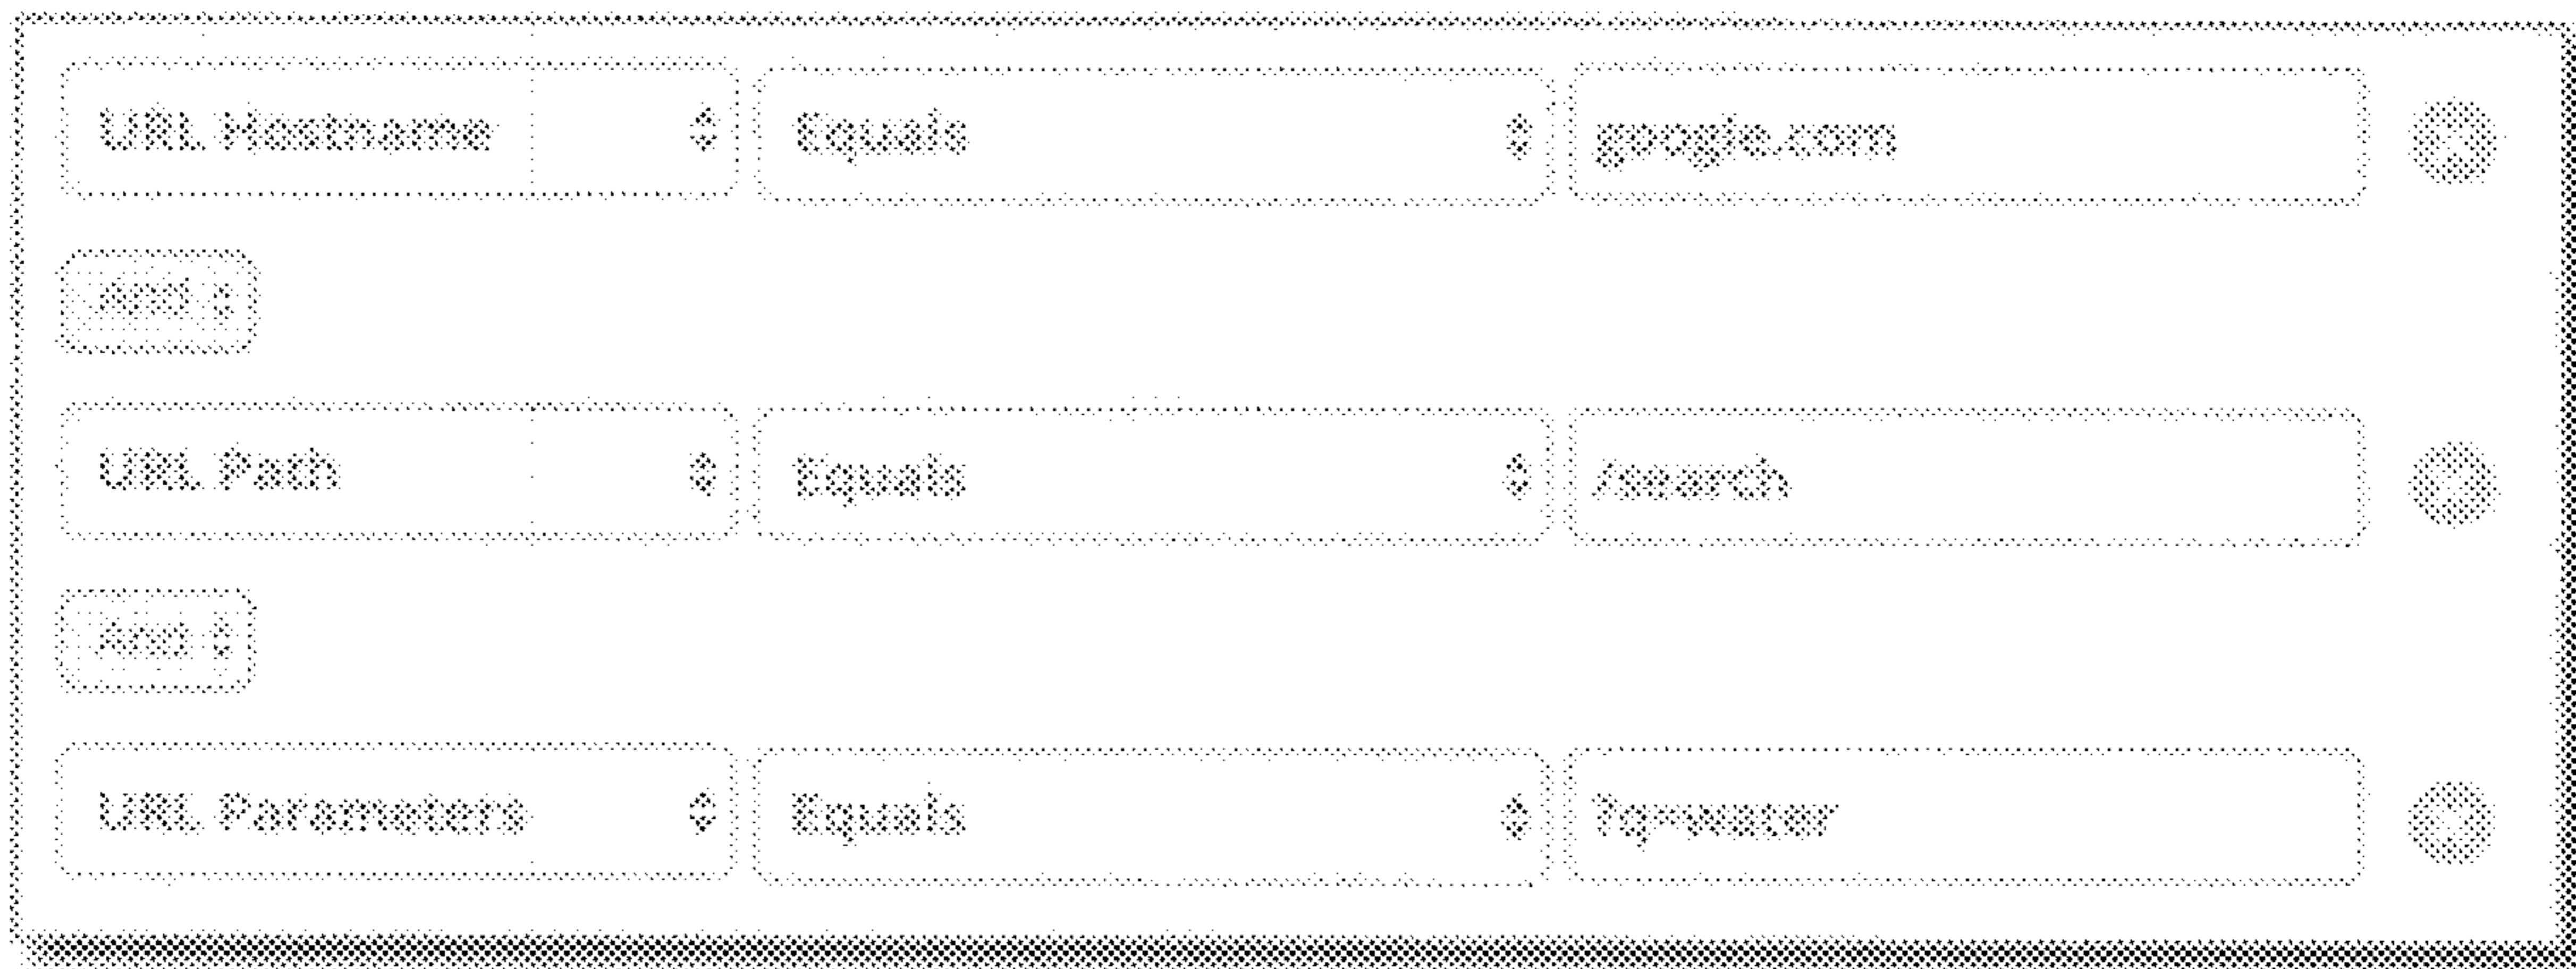 URL Hostname Equals google.com
And
URL Path Equals /search
And
URL Parameters Equals ?q=water